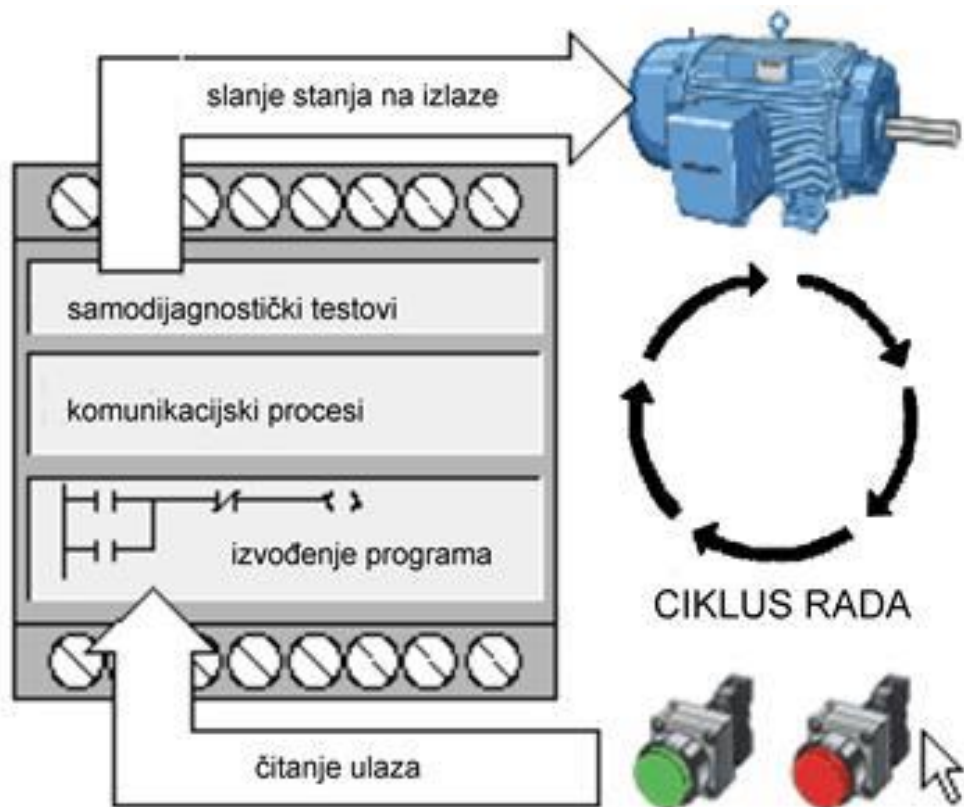 slanje stanja na izlaze
samodijagnostički testovi
komunikacijski procesi
izvođenje programa
CIKLUS RADA
čitanje ulaza